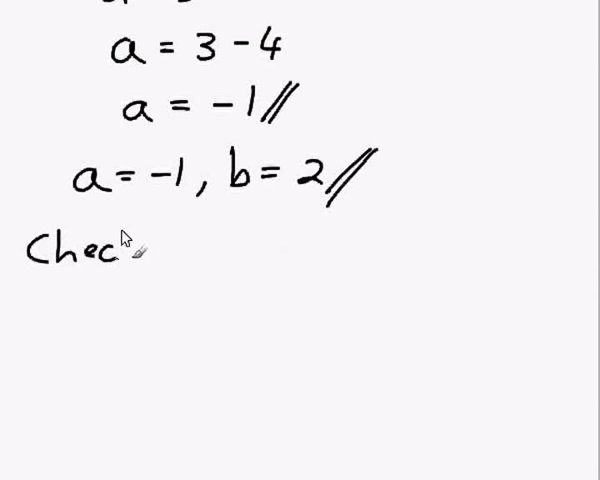 a = 3 - 4
a = -1//
a = -1, b = 2//
Chec